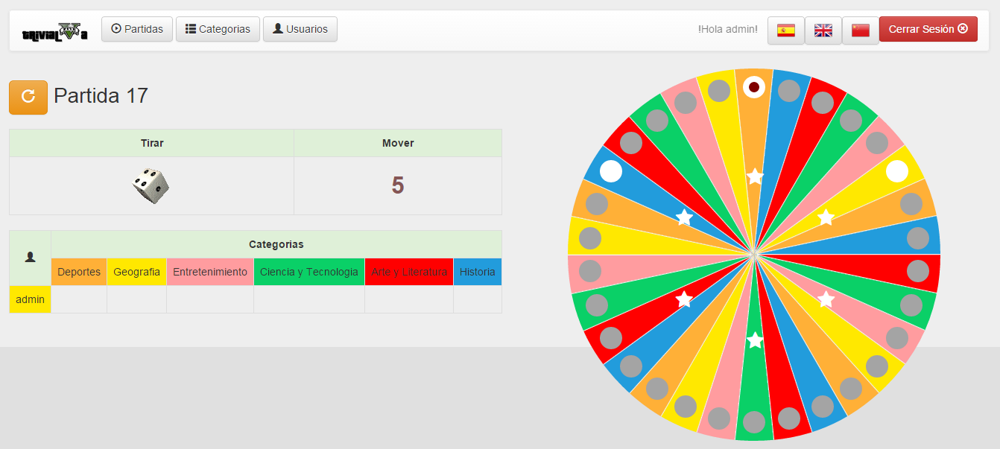 trivial V a
FIVE
Partidas
Categorias
Usuarios
!Hola admin!
Cerrar Sesión
Partida 17
Tirar
Mover
5
Categorias
Deportes
Geografia
Entretenimiento
Ciencia y Tecnologia
Arte y Literatura
Historia
admin